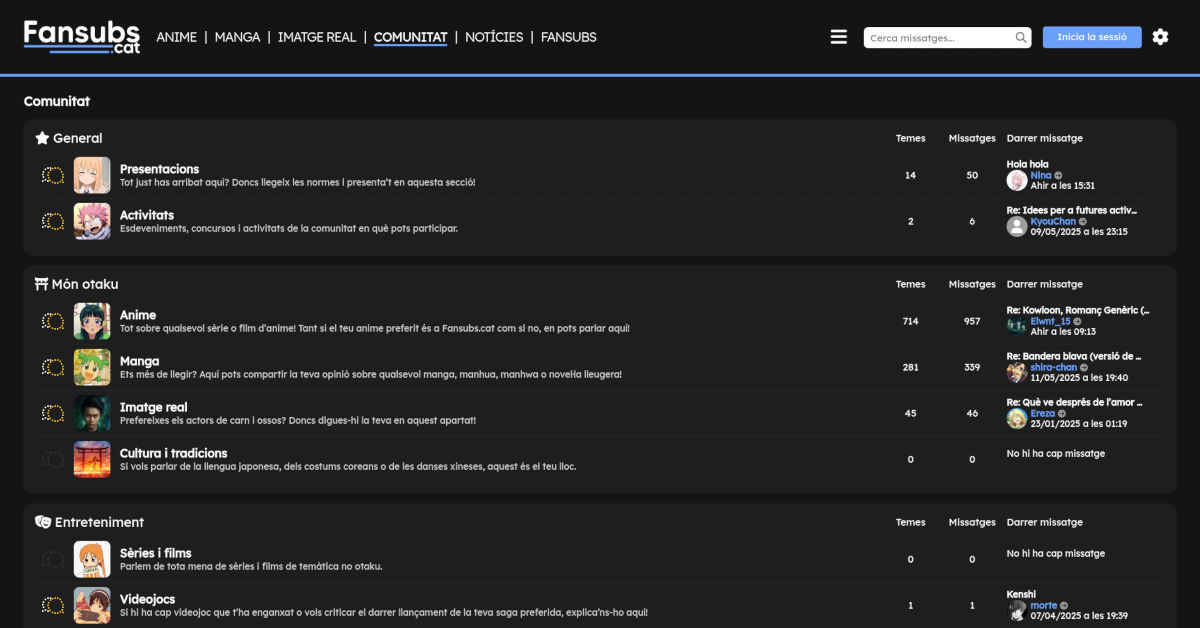 Fansubs.cat
ANIME | MANGA | IMATGE REAL | COMUNITAT | NOTÍCIES | FANSUBS
Cerca missatges...
Inicia la sessió
Comunitat
General Temes Missatges Darrer missatge
Presentacions
Tot just has arribat aquí? Doncs llegeix les normes i presenta't en aquesta secció!
14 50
Hola hola
Nina
Ahir a les 15:31
Activitats
Esdeveniments, concursos i activitats de la comunitat en què pots participar.
2 6
Re: Idees per a futures activ...
KyouChan
09/05/2025 a les 23:15
Món otaku Temes Missatges Darrer missatge
Anime
Tot sobre qualsevol sèrie o film d'anime! Tant si el teu anime preferit és a Fansubs.cat com si no, en pots parlar aquí!
714 957
Re: Kowloon, Romanç Genèric (...
Elwnt_15
Ahir a les 09:13
Manga
Ets més de llegir? Aquí pots compartir la teva opinió sobre qualsevol manga, manhua, manhwa o novel·la lleugera!
281 339
Re: Bandera blava (versió de ...
shira-chan
11/05/2025 a les 19:40
Imatge real
Prefereixes els actors de carn i ossos? Doncs digues-hi la teva en aquest apartat!
45 46
Re: Què ve després de l'amor ...
Ereza
23/01/2025 a les 01:19
Cultura i tradicions
Si vols parlar de la llengua japonesa, dels costums coreans o de les danses xineses, aquest és el teu lloc.
0 0
No hi ha cap missatge
Entreteniment Temes Missatges Darrer missatge
Sèries i films
Parlem de tota mena de sèries i films de temàtica no otaku.
0 0
No hi ha cap missatge
Videojocs
Si hi ha cap videojoc que t'ha enganxat o vols criticar el darrer llançament de la teva saga preferida, explica'ns-ho aquí!
1 1
Kenshi
morte
07/04/2025 a les 19:39